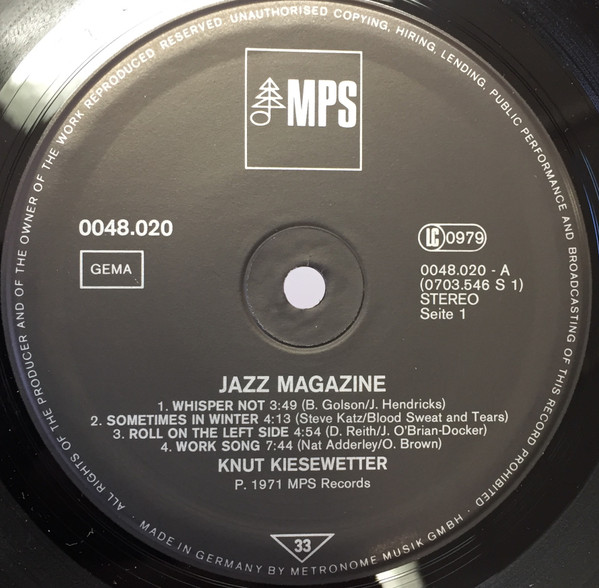 ALL RIGHTS OF THE PRODUCER AND OF THE OWNER OF THE WORK REPRODUCED RESERVED. UNAUTHORISED COPYING, HIRING, LENDING, PUBLIC PERFORMANCE AND BROADCASTING OF THIS RECORD PROHIBITED
MPS
0048.020
GEMA
LC 0979
0048.020 - A
(0703.546 S 1)
STEREO
Seite 1
JAZZ MAGAZINE
1. WHISPER NOT 3:49 (B. Golson/J. Hendricks)
2. SOMETIMES IN WINTER 4:13 (Steve Katz/Blood Sweat and Tears)
3. ROLL ON THE LEFT SIDE 4:54 (D. Reith/J. O'Brian-Docker)
4. WORK SONG 7:44 (Nat Adderley/O. Brown)
KNUT KIESEWETTER
P. 1971 MPS Records
33
· MADE IN GERMANY BY METRONOME MUSIK GMBH ·